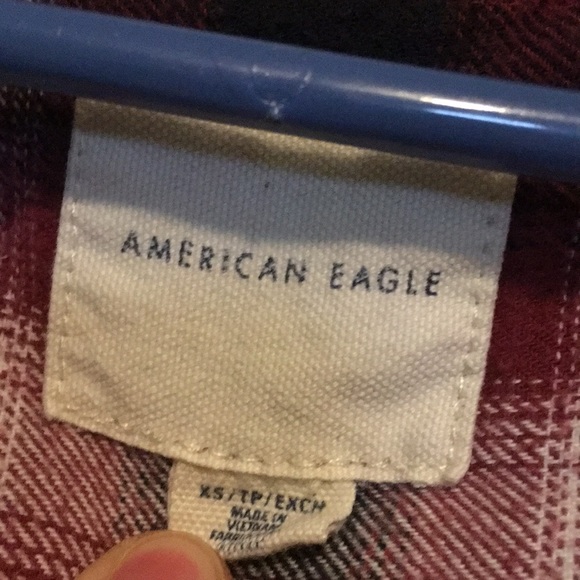 AMERICAN EAGLE
XS/TP/EXCH
MADE IN
VIETNAM